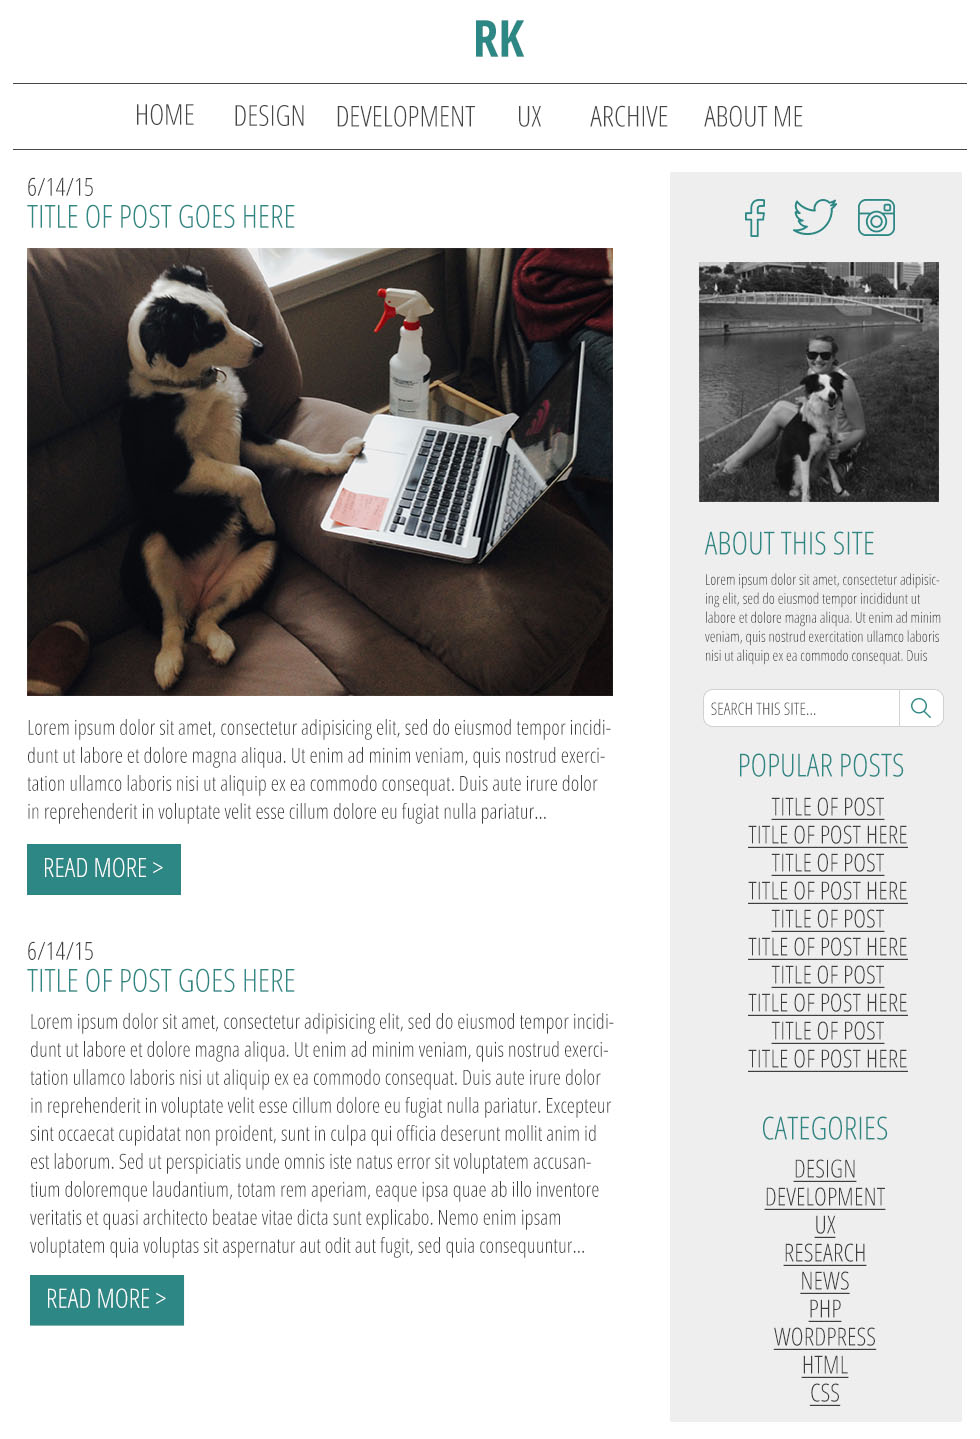 RK
HOME DESIGN DEVELOPMENT UX ARCHIVE ABOUT ME
6/14/15
TITLE OF POST GOES HERE
Lorem ipsum dolor sit amet, consectetur adipisicing elit, sed do eiusmod tempor incidi-
dunt ut labore et dolore magna aliqua. Ut enim ad minim veniam, quis nostrud exerci-
tation ullamco laboris nisi ut aliquip ex ea commodo consequat. Duis aute irure dolor
in reprehenderit in voluptate velit esse cillum dolore eu fugiat nulla pariatur...
READ MORE >
6/14/15
TITLE OF POST GOES HERE
Lorem ipsum dolor sit amet, consectetur adipisicing elit, sed do eiusmod tempor incidi-
dunt ut labore et dolore magna aliqua. Ut enim ad minim veniam, quis nostrud exerci-
tation ullamco laboris nisi ut aliquip ex ea commodo consequat. Duis aute irure dolor
in reprehenderit in voluptate velit esse cillum dolore eu fugiat nulla pariatur. Excepteur
sint occaecat cupidatat non proident, sunt in culpa qui officia deserunt mollit anim id
est laborum. Sed ut perspiciatis unde omnis iste natus error sit voluptatem accusan-
tium doloremque laudantium, totam rem aperiam, eaque ipsa quae ab illo inventore
veritatis et quasi architecto beatae vitae dicta sunt explicabo. Nemo enim ipsam
voluptatem quia voluptas sit aspernatur aut odit aut fugit, sed quia consequuntur...
READ MORE >
ABOUT THIS SITE
Lorem ipsum dolor sit amet, consectetur adipisic-
ing elit, sed do eiusmod tempor incididunt ut
labore et dolore magna aliqua. Ut enim ad minim
veniam, quis nostrud exercitation ullamco laboris
nisi ut aliquip ex ea commodo consequat. Duis
SEARCH THIS SITE...
POPULAR POSTS
TITLE OF POST
TITLE OF POST HERE
TITLE OF POST
TITLE OF POST HERE
TITLE OF POST
TITLE OF POST HERE
TITLE OF POST
TITLE OF POST HERE
TITLE OF POST
TITLE OF POST HERE
CATEGORIES
DESIGN
DEVELOPMENT
UX
RESEARCH
NEWS
PHP
WORDPRESS
HTML
CSS